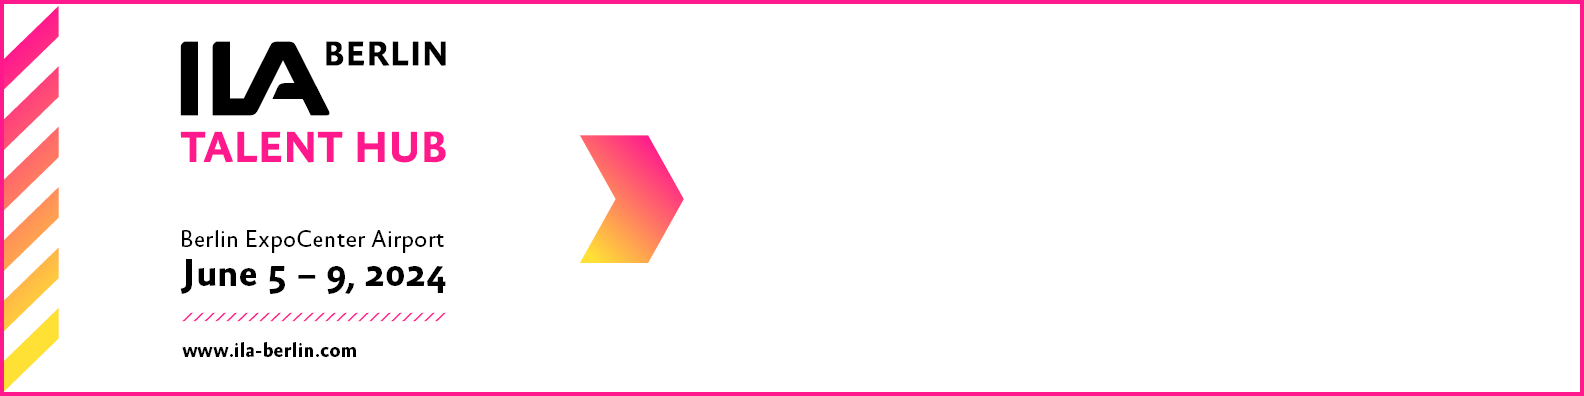 ILA BERLIN
TALENT HUB
Berlin ExpoCenter Airport
June 5 – 9, 2024
www.ila-berlin.com